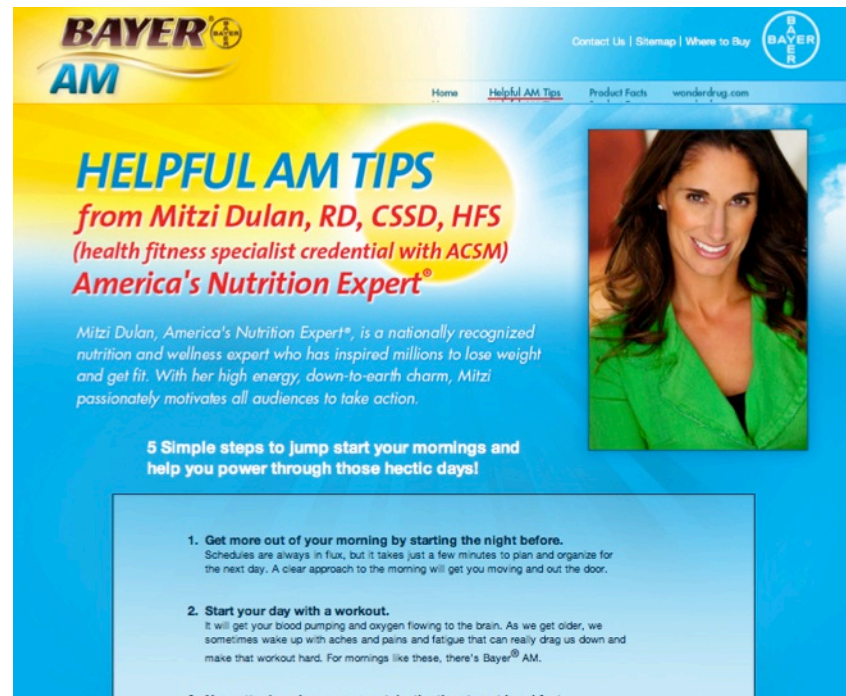 BAYER®
BAYER
AM
Contact Us | Sitemap | Where to Buy
BAYER
BAYER
Home
Helpful AM Tips
Product Facts
wonderdrug.com
HELPFUL AM TIPS
from Mitzi Dulan, RD, CSSD, HFS
(health fitness specialist credential with ACSM)
America's Nutrition Expert®
Mitzi Dulan, America's Nutrition Expert®, is a nationally recognized
nutrition and wellness expert who has inspired millions to lose weight
and get fit. With her high energy, down-to-earth charm, Mitzi
passionately motivates all audiences to take action.
5 Simple steps to jump start your mornings and
help you power through those hectic days!
1. Get more out of your morning by starting the night before.
Schedules are always in flux, but it takes just a few minutes to plan and organize for
the next day. A clear approach to the morning will get you moving and out the door.
2. Start your day with a workout.
It will get your blood pumping and oxygen flowing to the brain. As we get older, we
sometimes wake up with aches and pains and fatigue that can really drag us down and
make that workout hard. For mornings like these, there's Bayer® AM.